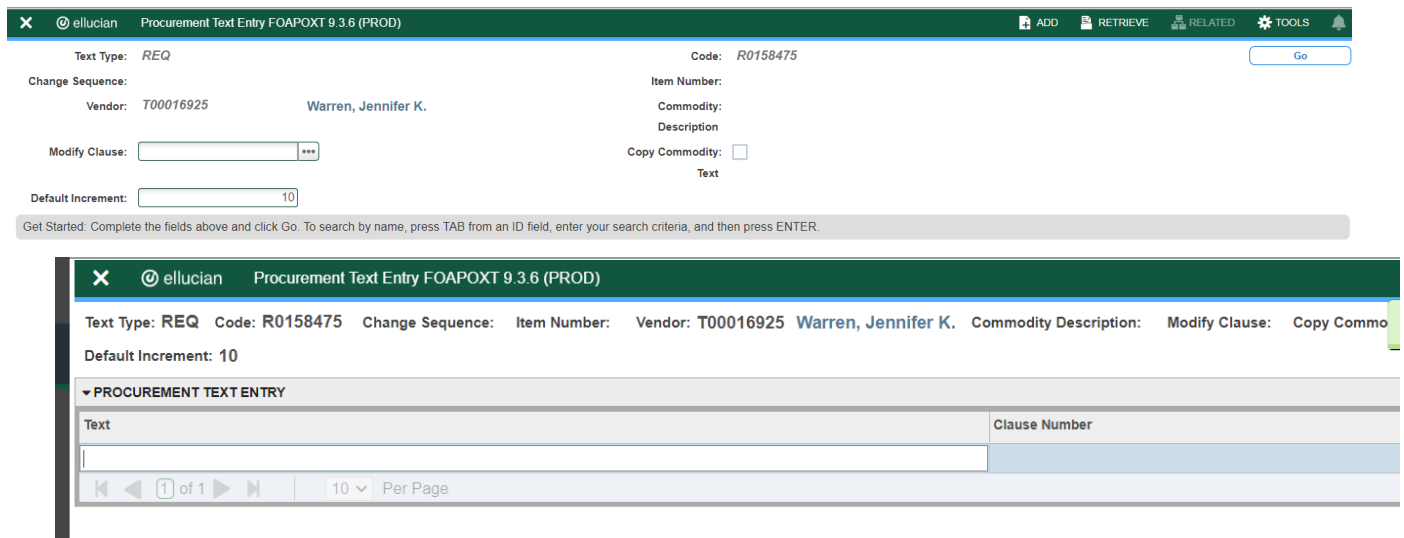 ellucian Procurement Text Entry FOAPOXT 9.3.6 (PROD) ADD RETRIEVE RELATED TOOLS
Text Type: REQ Code: R0158475 Go
Change Sequence: Item Number:
Vendor: T00016925 Warren, Jennifer K. Commodity:
Description
Modify Clause: ••• Copy Commodity:
Text
Default Increment: 10
Get Started: Complete the fields above and click Go. To search by name, press TAB from an ID field, enter your search criteria, and then press ENTER.
ellucian Procurement Text Entry FOAPOXT 9.3.6 (PROD)
Text Type: REQ Code: R0158475 Change Sequence: Item Number: Vendor: T00016925 Warren, Jennifer K. Commodity Description: Modify Clause: Copy Commo
Default Increment: 10
PROCUREMENT TEXT ENTRY
Text Clause Number
1 of 1 10 Per Page